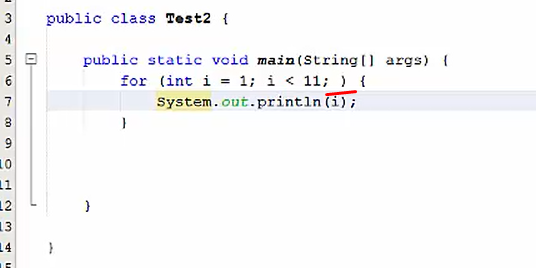 3 public class Test2 {
4
5 public static void main(String[] args) {
6 for (int i = 1; i < 11; ) {
7 System.out.println(i);
8 }
9
10
11
12 }
13
14 }